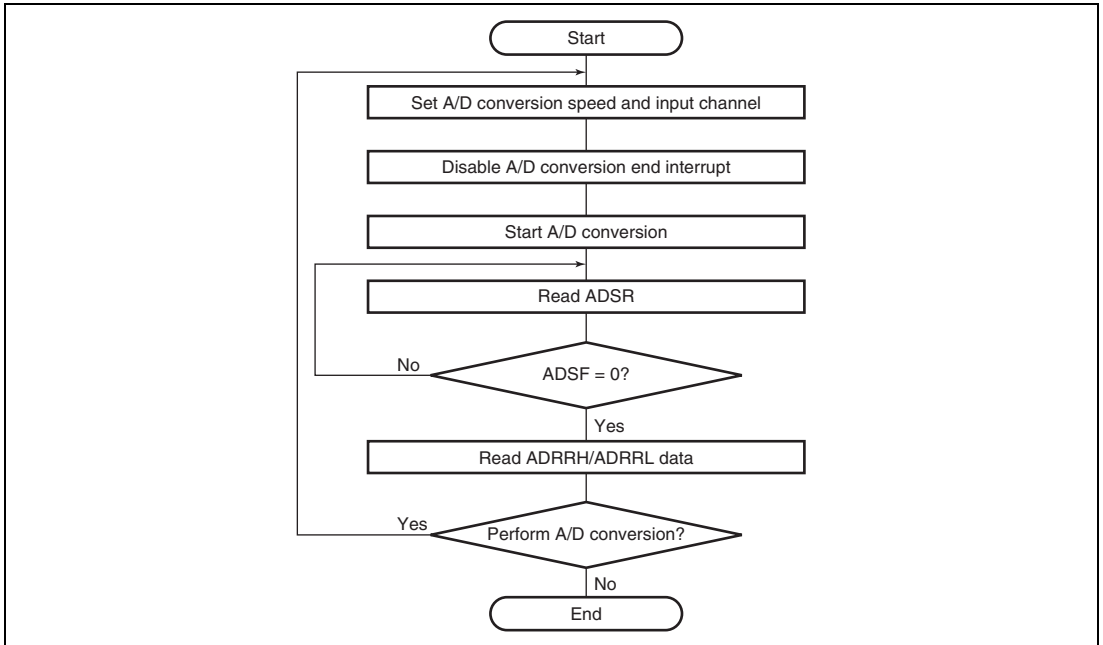 Start
Set A/D conversion speed and input channel
Disable A/D conversion end interrupt
Start A/D conversion
Read ADSR
No
ADSF = 0?
Yes
Read ADRRH/ADRRL data
Yes
Perform A/D conversion?
No
End